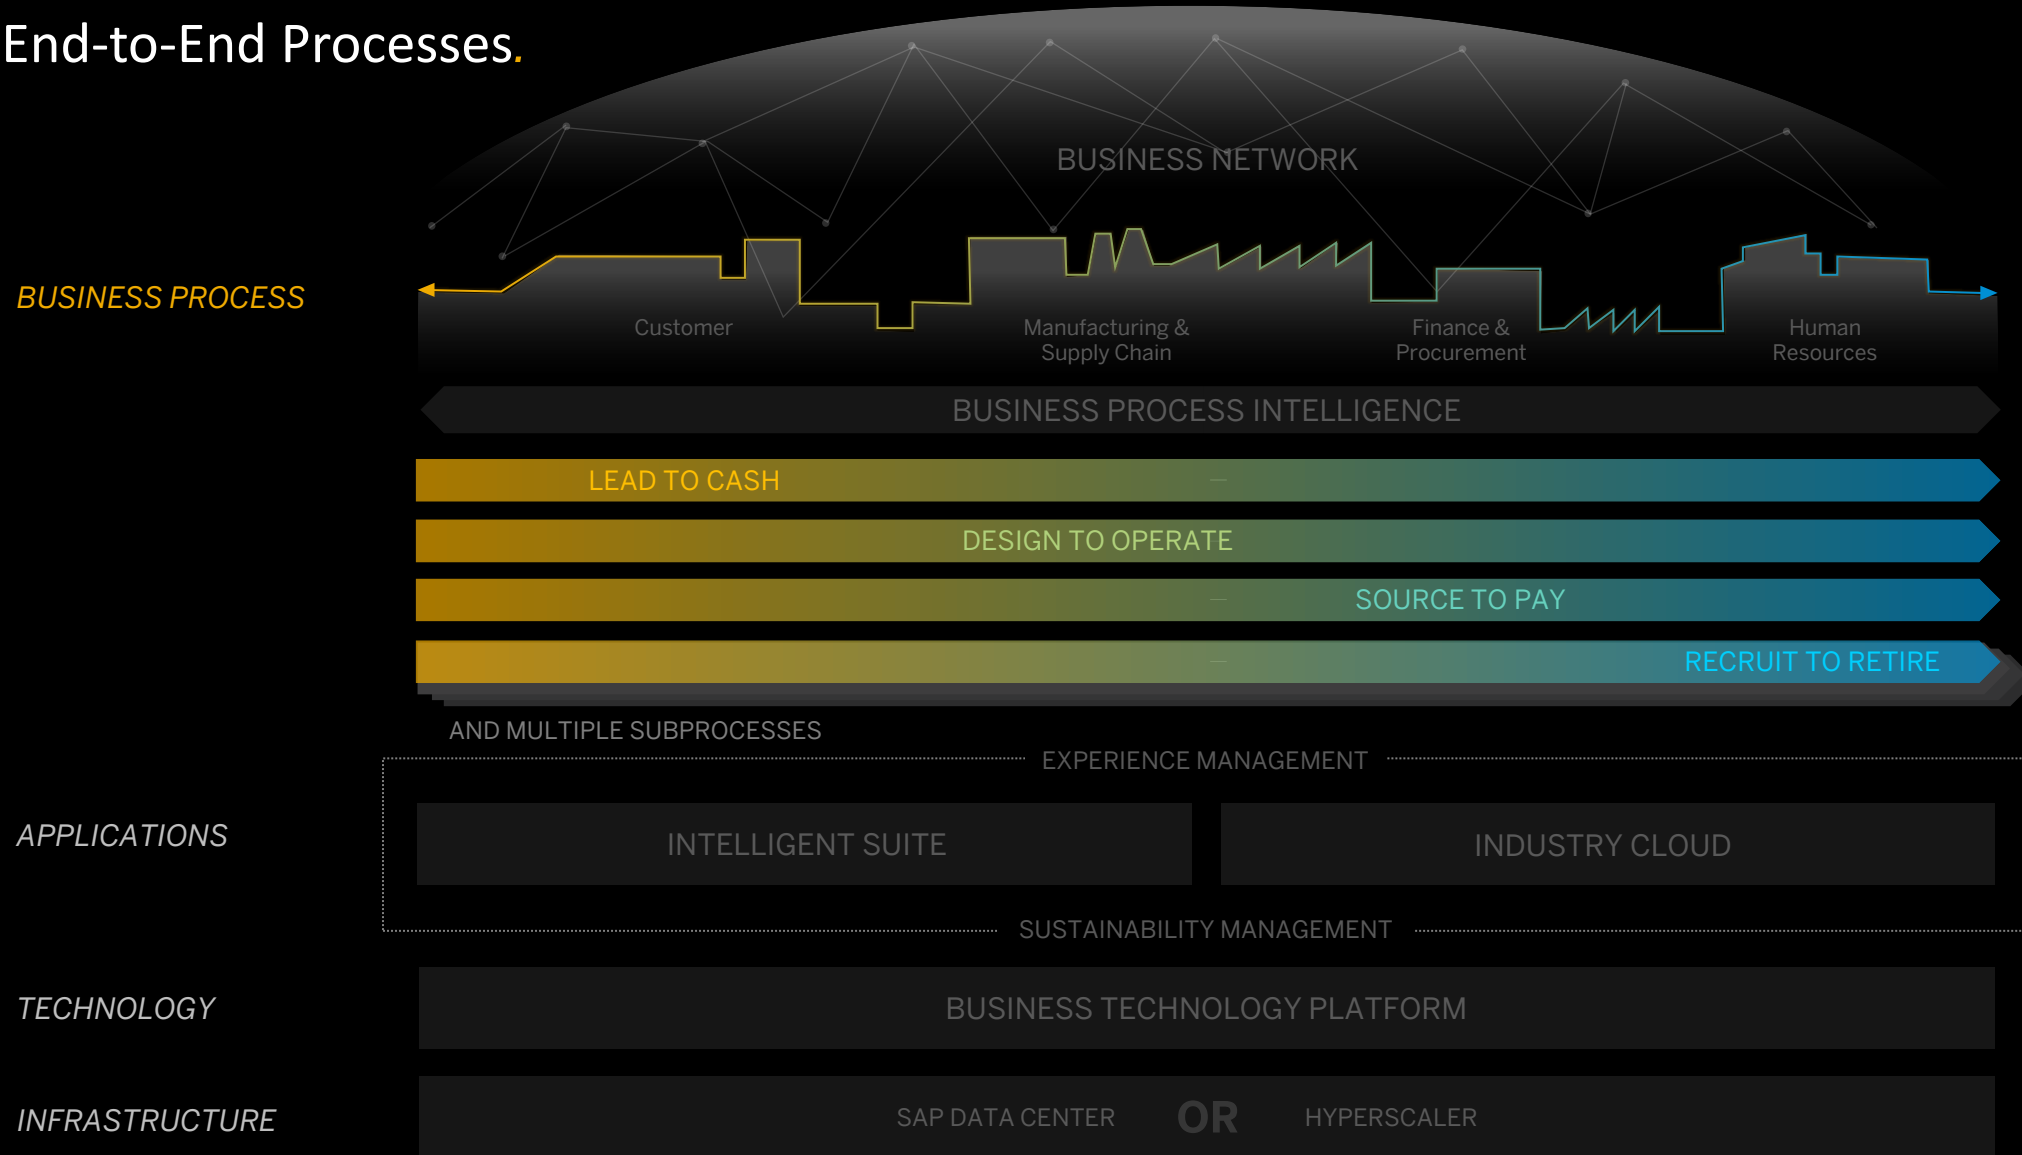 End-to-End Processes.
BUSINESS NETWORK
BUSINESS PROCESS
Customer
Manufacturing &
Supply Chain
Finance &
Procurement
Human
Resources
BUSINESS PROCESS INTELLIGENCE
LEAD TO CASH
DESIGN TO OPERATE
SOURCE TO PAY
RECRUIT TO RETIRE
AND MULTIPLE SUBPROCESSES
EXPERIENCE MANAGEMENT
APPLICATIONS
INTELLIGENT SUITE
INDUSTRY CLOUD
SUSTAINABILITY MANAGEMENT
TECHNOLOGY
BUSINESS TECHNOLOGY PLATFORM
INFRASTRUCTURE
SAP DATA CENTER OR HYPERSCALER